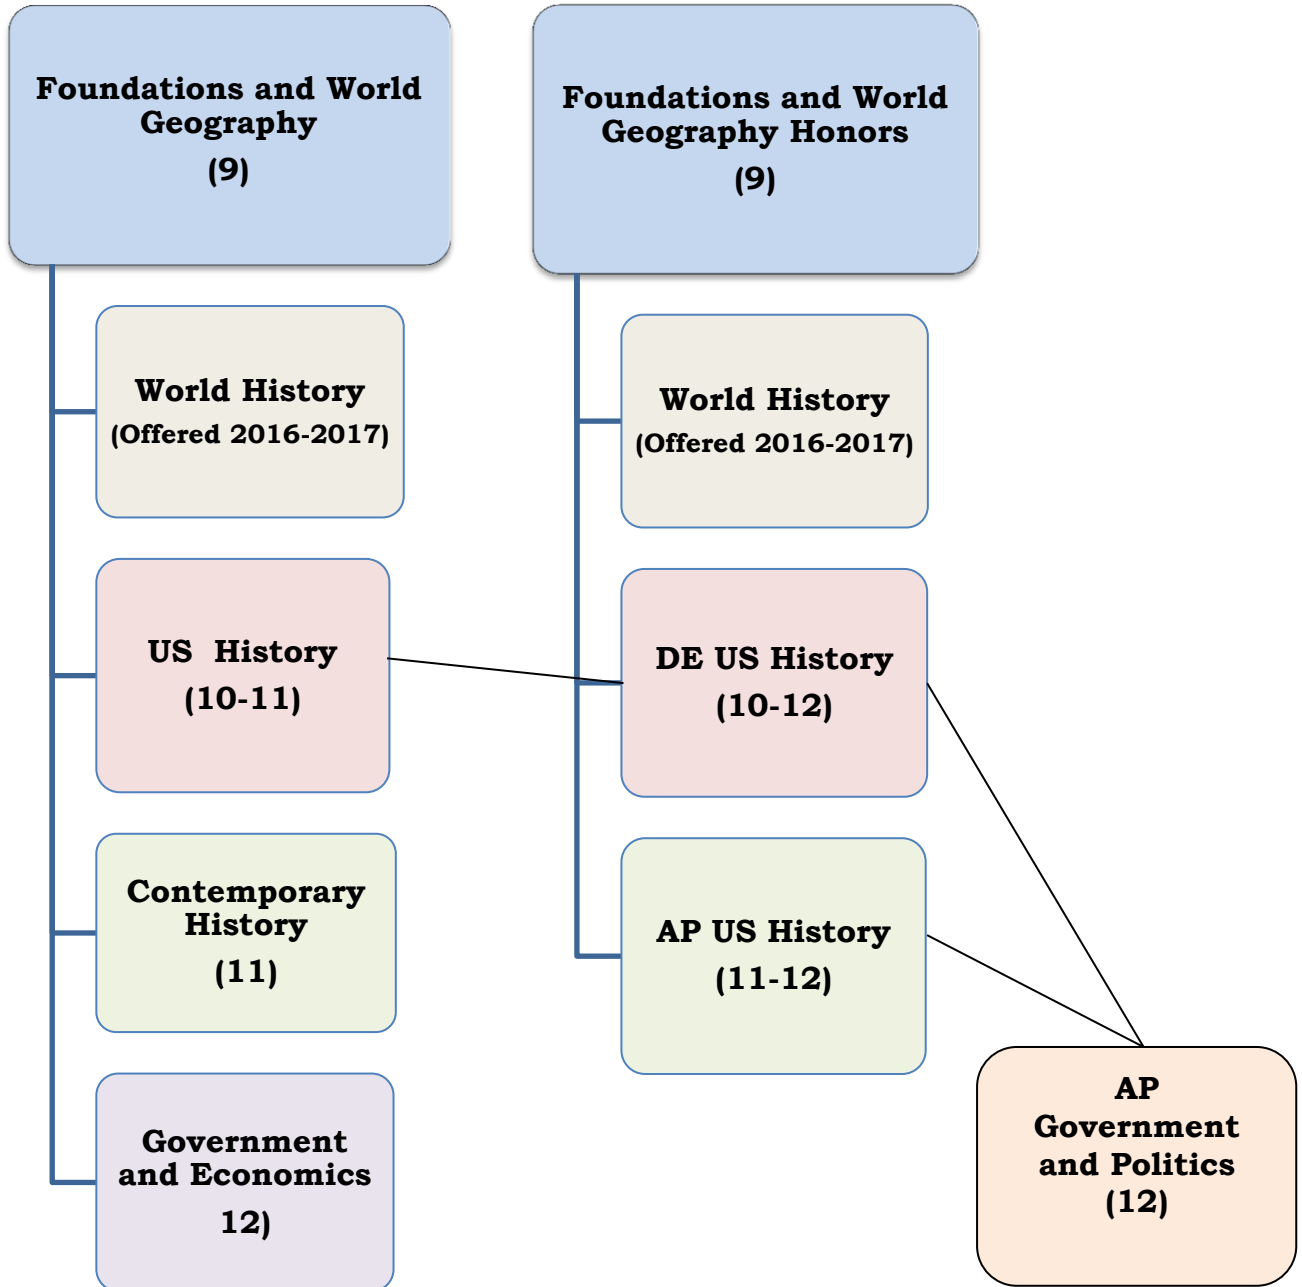 Foundations and World
Geography
(9)
World History
(Offered 2016-2017)
US  History
(10-11)
Contemporary
History
(11)
Government
and Economics
12)
Foundations and World
Geography Honors
(9)
World History
(Offered 2016-2017)
DE US History
(10-12)
AP US History
(11-12)
AP
Government
and Politics
(12)